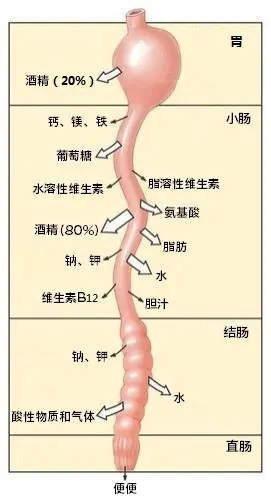 胃
酒精（20%）
小肠
钙、镁、铁
葡萄糖
水溶性维生素
脂溶性维生素
氨基酸
酒精(80%)
脂肪
钠、钾
水
维生素B12
胆汁
结肠
钠、钾
水
酸性物质和气体
直肠
便便